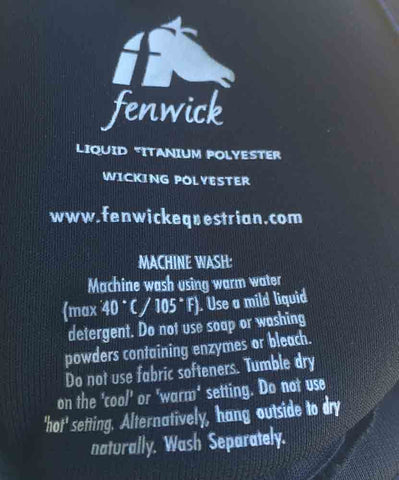 fenwick
LIQUID TITANIUM POLYESTER
WICKING POLYESTER
www.fenwickequestrian.com
MACHINE WASH:
Machine wash using warm water
(max 40°C/105°F). Use a mild liquid
detergent. Do not use soap or washing
powders containing enzymes or bleach.
Do not use fabric softeners. Tumble dry
on the 'cool' or 'warm' setting. Do not use
'hot' setting. Alternatively, hang outside to dry
naturally. Wash Separately.